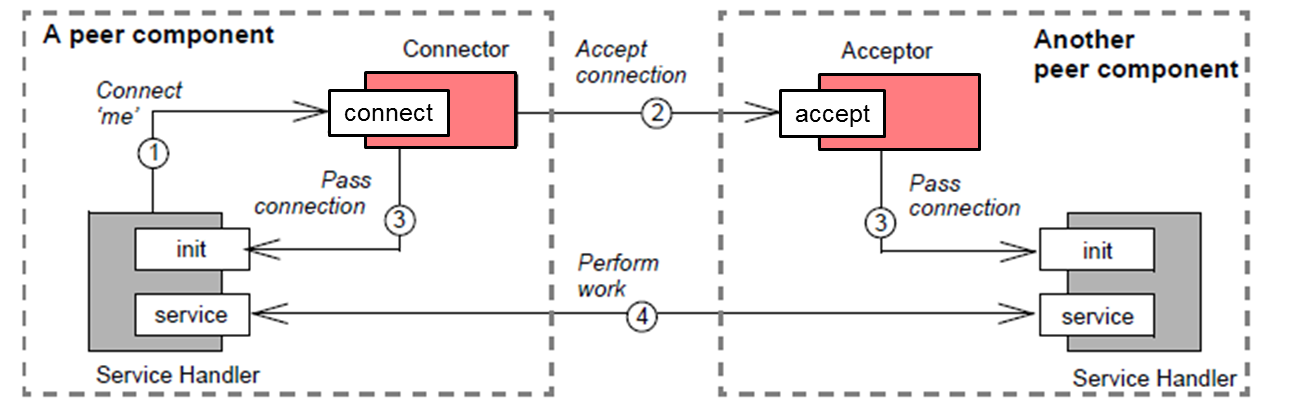 A peer component
Connector
Connect
‘me’
connect
1
Pass
connection
3
init
service
Service Handler
Accept
connection
2
Perform
work
4
Another
peer component
Acceptor
accept
Pass
connection
3
init
service
Service Handler